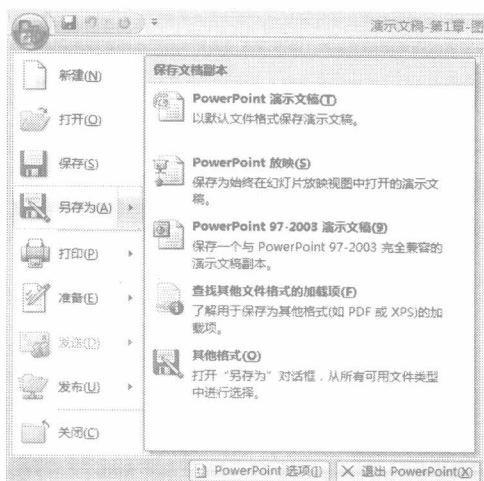 演示文稿-第1章-图
新建(N)
打开(O)
保存(S)
另存为(A)
打印(P)
准备(E)
发送(D)
发布(U)
关闭(C)
保存文档副本
PowerPoint 演示文稿(T)
以默认文件格式保存演示文稿。
PowerPoint 放映(S)
保存为始终在幻灯片放映视图中打开的演示文
稿。
PowerPoint 97-2003 演示文稿(9)
保存一个与 PowerPoint 97-2003 完全兼容的
演示文稿副本。
查找其他文件格式的加载项(F)
了解用于保存为其他格式(如 PDF 或 XPS)的加
载项。
其他格式(O)
打开“另存为”对话框，从所有可用文件类型
中进行选择。
PowerPoint 选项(I)
退出 PowerPoint(X)